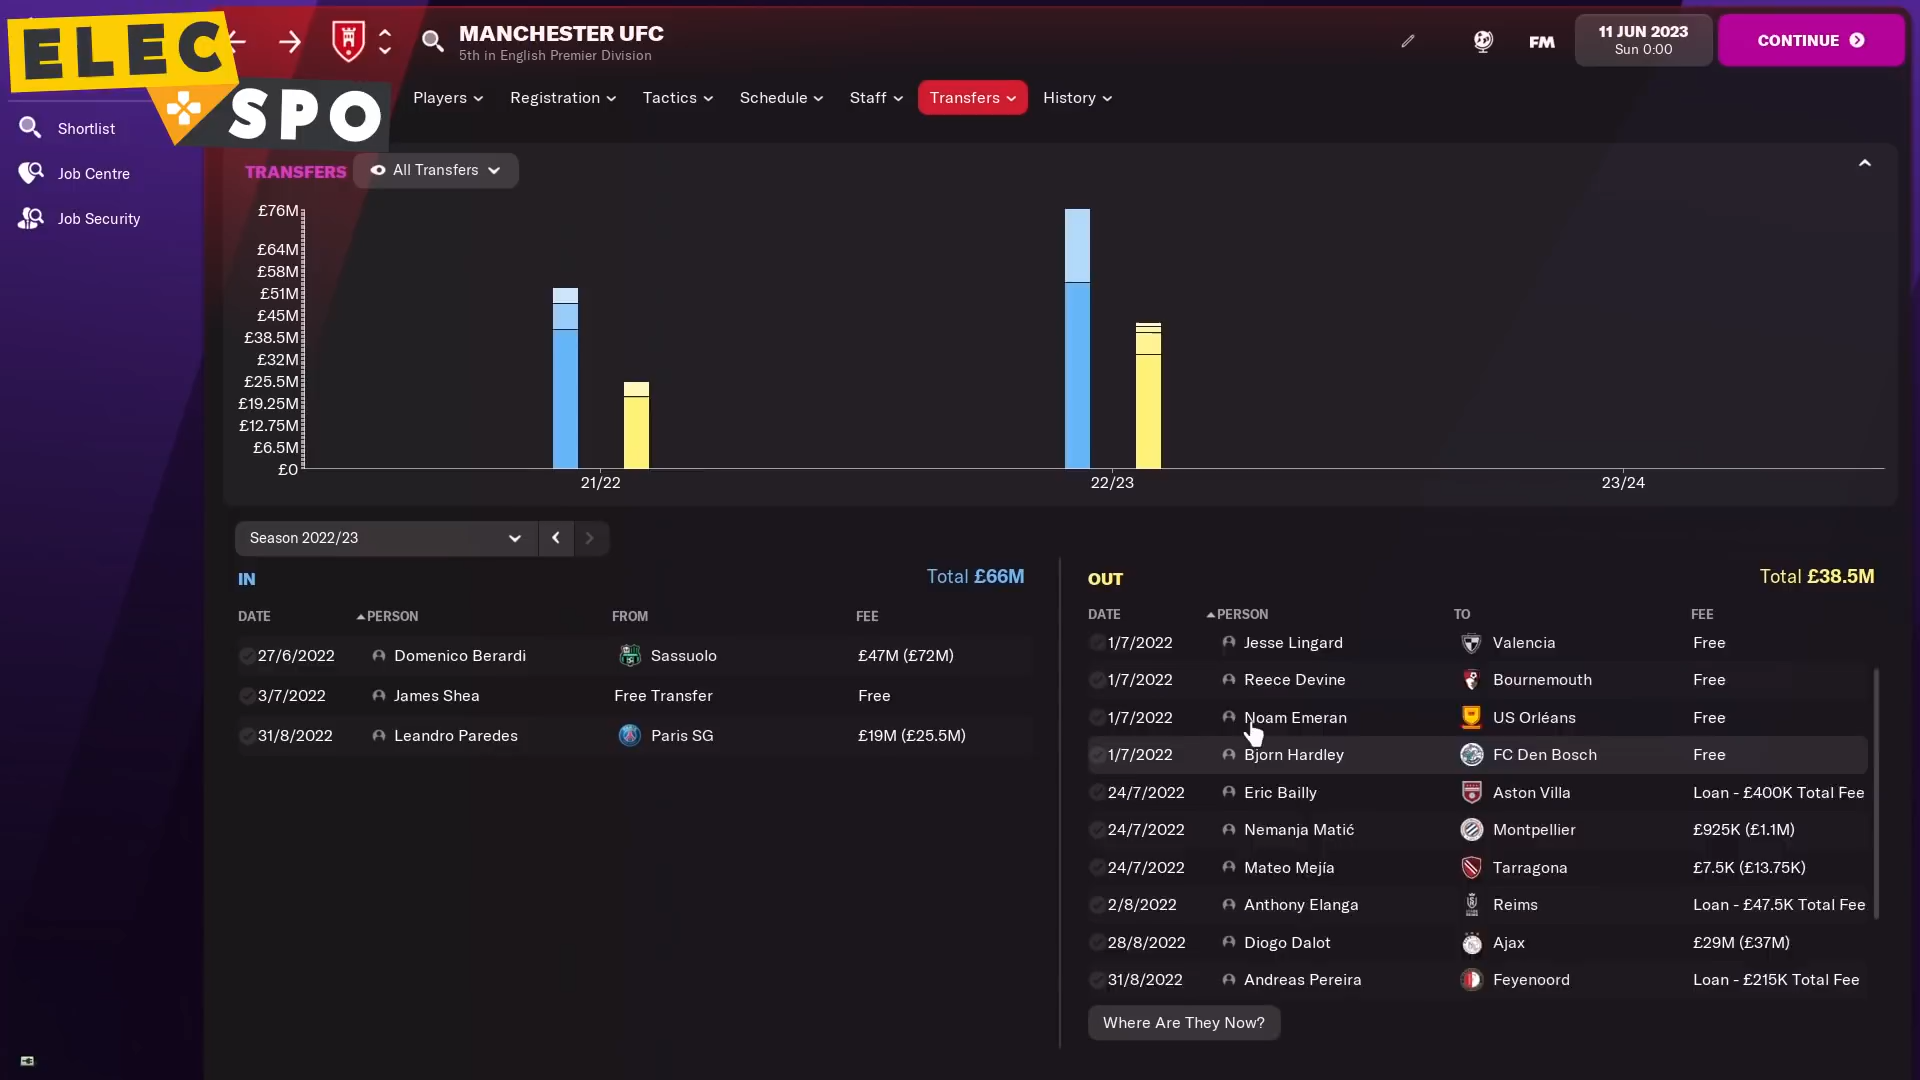 ELEC
SPO
MANCHESTER UFC
5th in English Premier Division
FM
11 JUN 2023
Sun 0:00
CONTINUE
Players
Registration
Tactics
Schedule
Staff
Transfers
History
Shortlist
Job Centre
Job Security
TRANSFERS
All Transfers
£76M
£64M
£58M
£51M
£45M
£38.5M
£32M
£25.5M
£19.25M
£12.75M
£6.5M
£0
21/22
22/23
23/24
Season 2022/23
IN
Total £66M
DATE PERSON FROM FEE
27/6/2022 Domenico Berardi Sassuolo £47M (£72M)
3/7/2022 James Shea Free Transfer Free
31/8/2022 Leandro Paredes Paris SG £19M (£25.5M)
OUT
Total £38.5M
DATE PERSON TO FEE
1/7/2022 Jesse Lingard Valencia Free
1/7/2022 Reece Devine Bournemouth Free
1/7/2022 Noam Emeran US Orléans Free
1/7/2022 Bjorn Hardley FC Den Bosch Free
24/7/2022 Eric Bailly Aston Villa Loan - £400K Total Fee
24/7/2022 Nemanja Matić Montpellier £925K (£1.1M)
24/7/2022 Mateo Mejía Tarragona £7.5K (£13.75K)
2/8/2022 Anthony Elanga Reims Loan - £47.5K Total Fee
28/8/2022 Diogo Dalot Ajax £29M (£37M)
31/8/2022 Andreas Pereira Feyenoord Loan - £215K Total Fee
Where Are They Now?